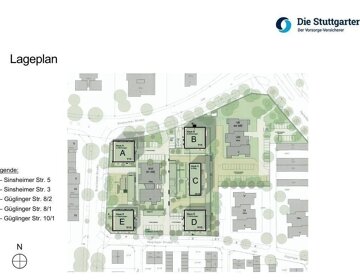 Die Stuttgarter
Der Vorsorge-Versicherer
Lageplan
A
B
C
D
E
gende:
- Sinsheimer Str. 5
- Sinsheimer Str. 3
- Güglinger Str. 8/2
- Güglinger Str. 8/1
- Güglinger Str. 10/1
N